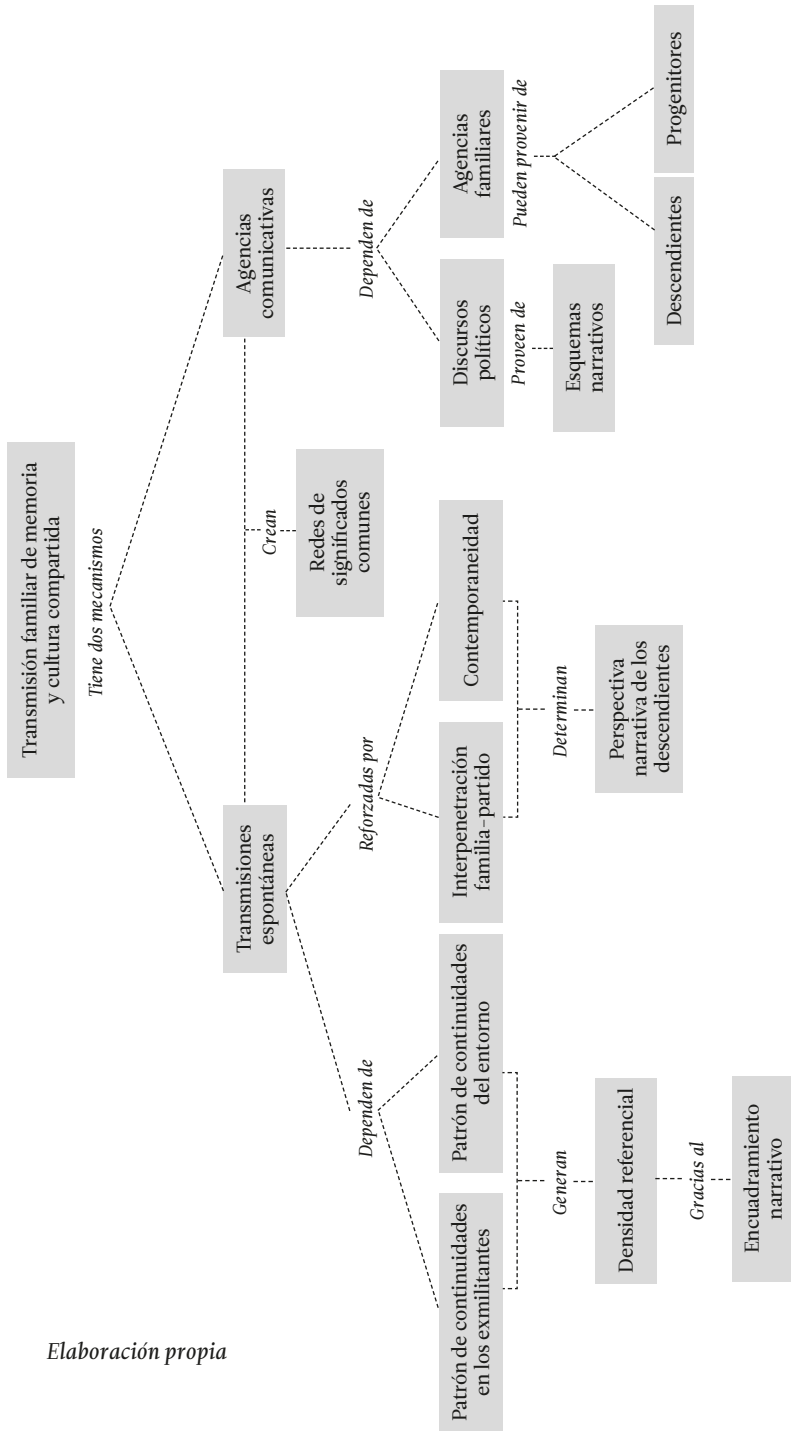 Transmisión familiar de memoria
y cultura compartida
Tiene dos mecanismos
Transmisiones
espontáneas
Agencias
comunicativas
Crean
Redes de
significados
comunes
Dependen de
Reforzadas por
Dependen de
Patrón de continuidades
en los exmilitantes
Patrón de continuidades
del entorno
Interpenetración
familia–partido
Contemporaneidad
Discursos
políticos
Agencias
familiares
Generan
Determinan
Proveen de
Pueden provenir de
Densidad referencial
Perspectiva
narrativa de los
descendientes
Esquemas
narrativos
Descendientes
Progenitores
Gracias al
Encuadramiento
narrativo
Elaboración propia